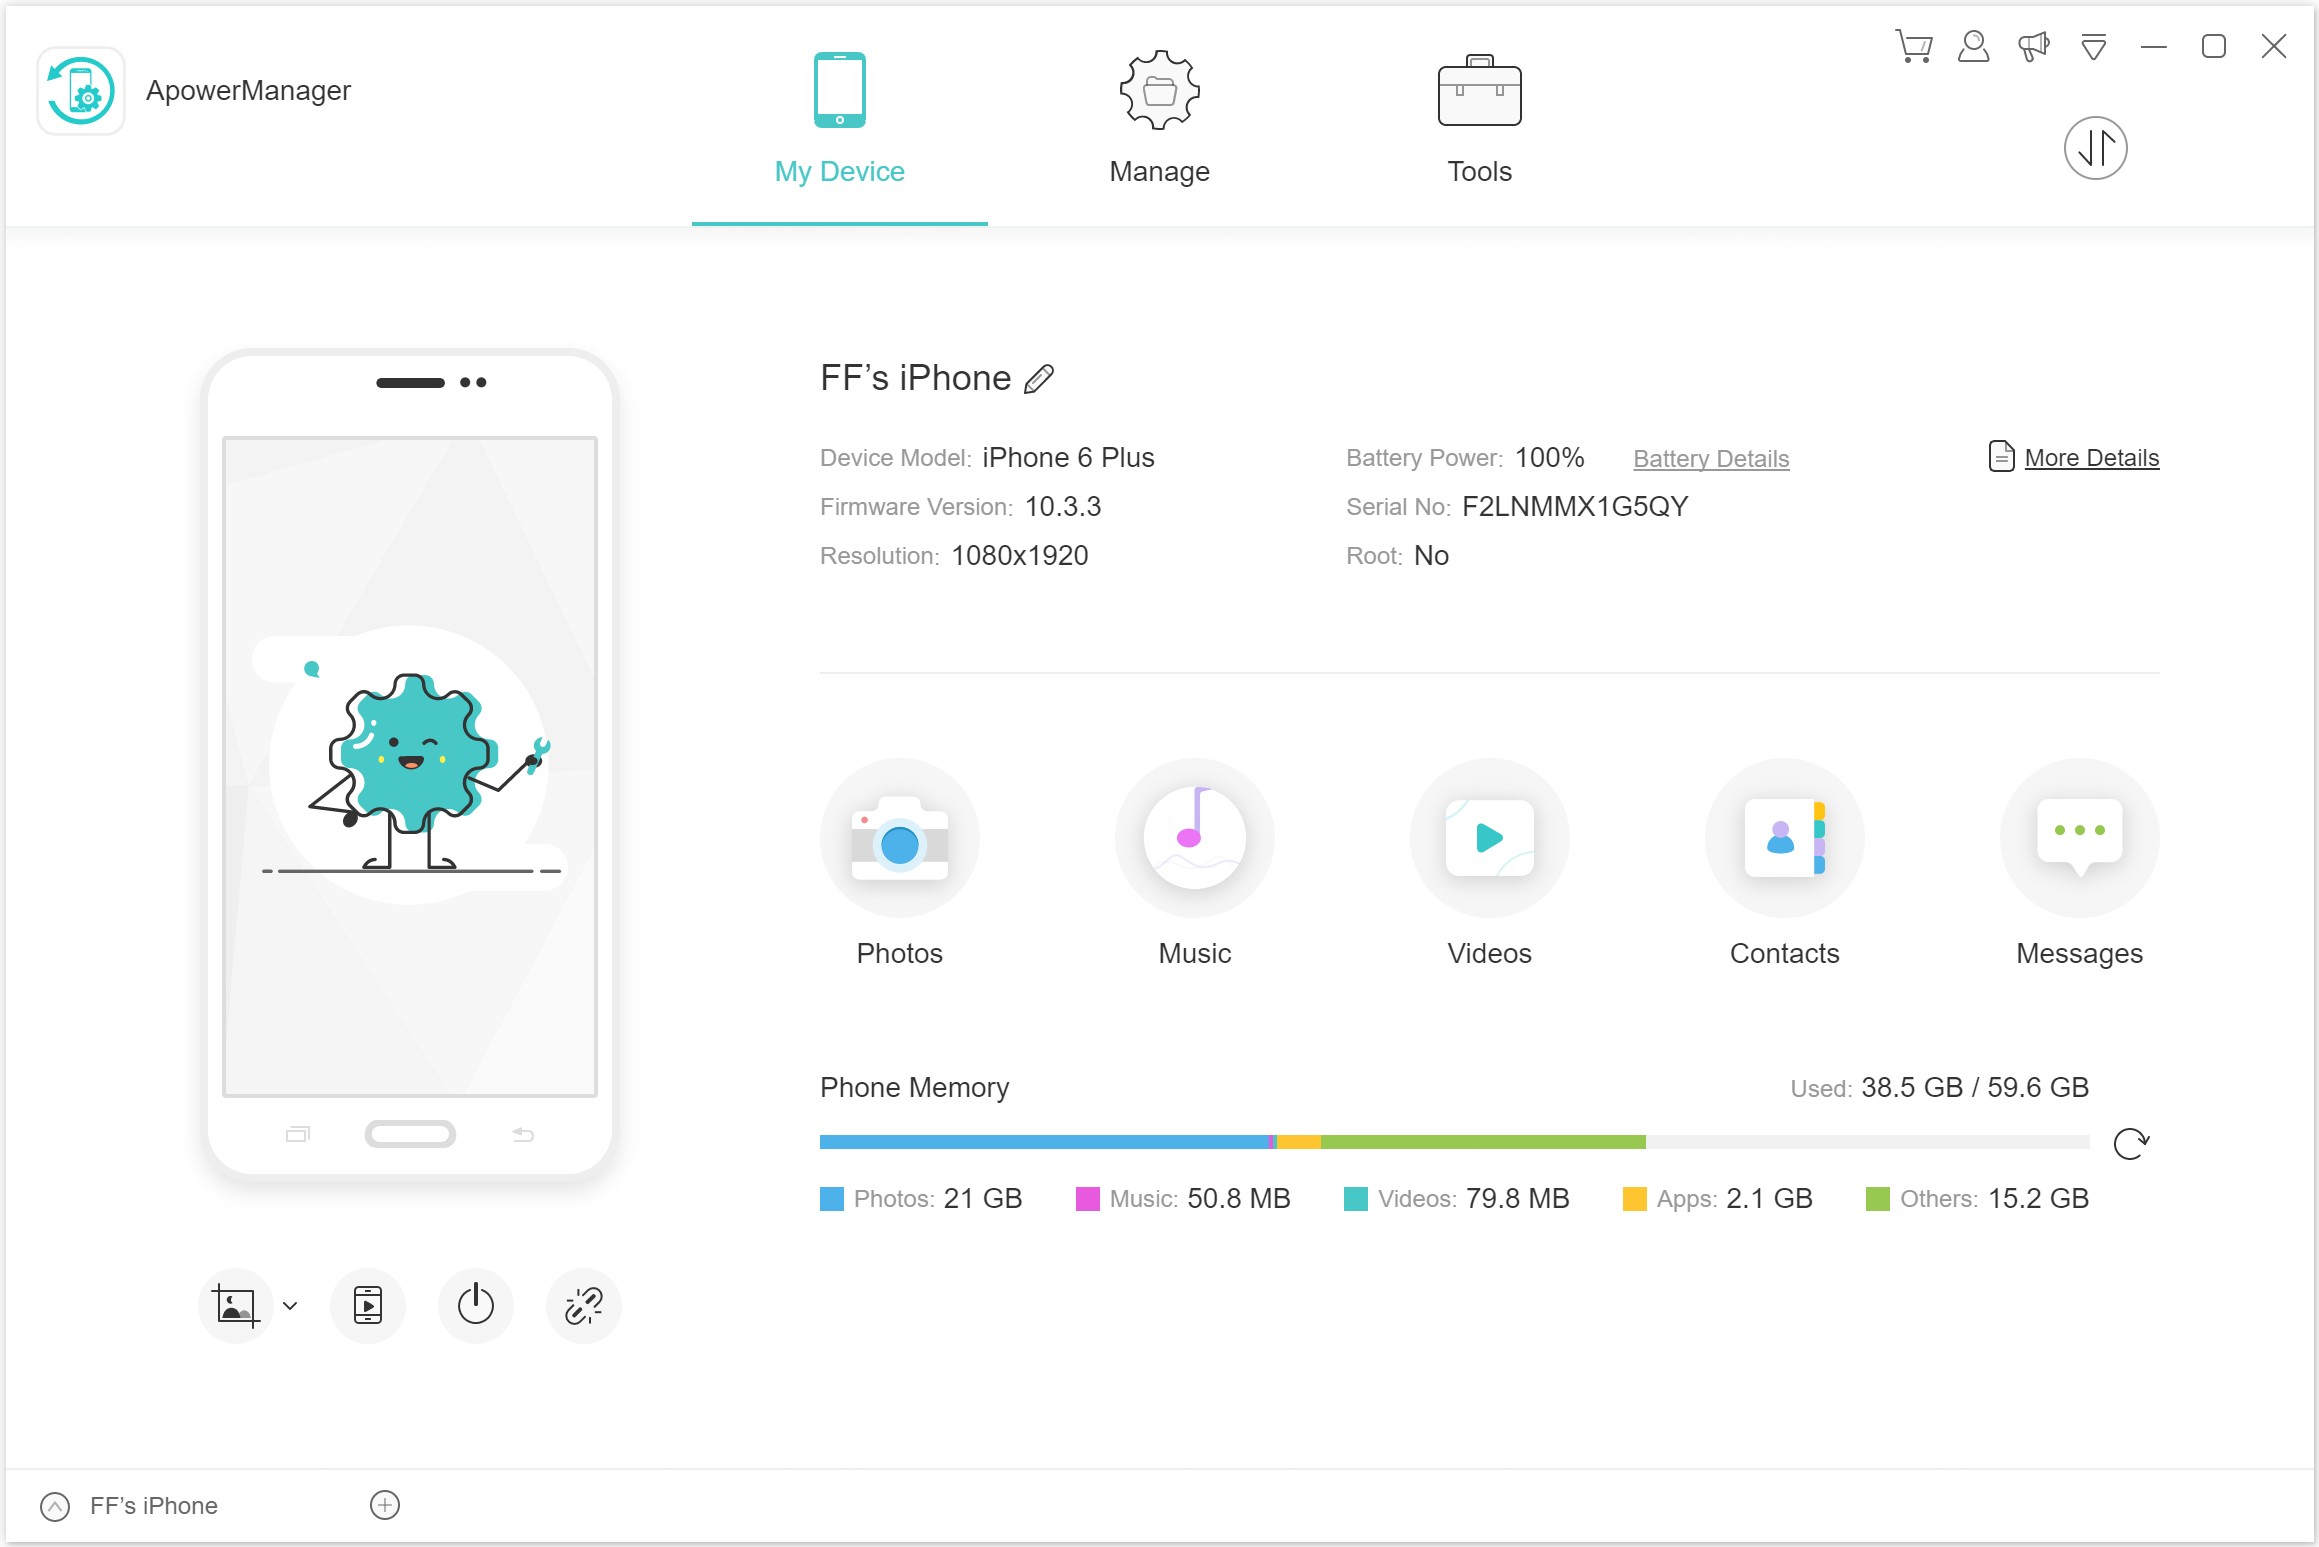 ApowerManager
My Device
Manage
Tools
FF’s iPhone
Device Model: iPhone 6 Plus
Battery Power: 100%
Battery Details
More Details
Firmware Version: 10.3.3
Serial No: F2LNMMX1G5QY
Resolution: 1080x1920
Root: No
Photos
Music
Videos
Contacts
Messages
Phone Memory
Used: 38.5 GB / 59.6 GB
Photos: 21 GB
Music: 50.8 MB
Videos: 79.8 MB
Apps: 2.1 GB
Others: 15.2 GB
FF’s iPhone